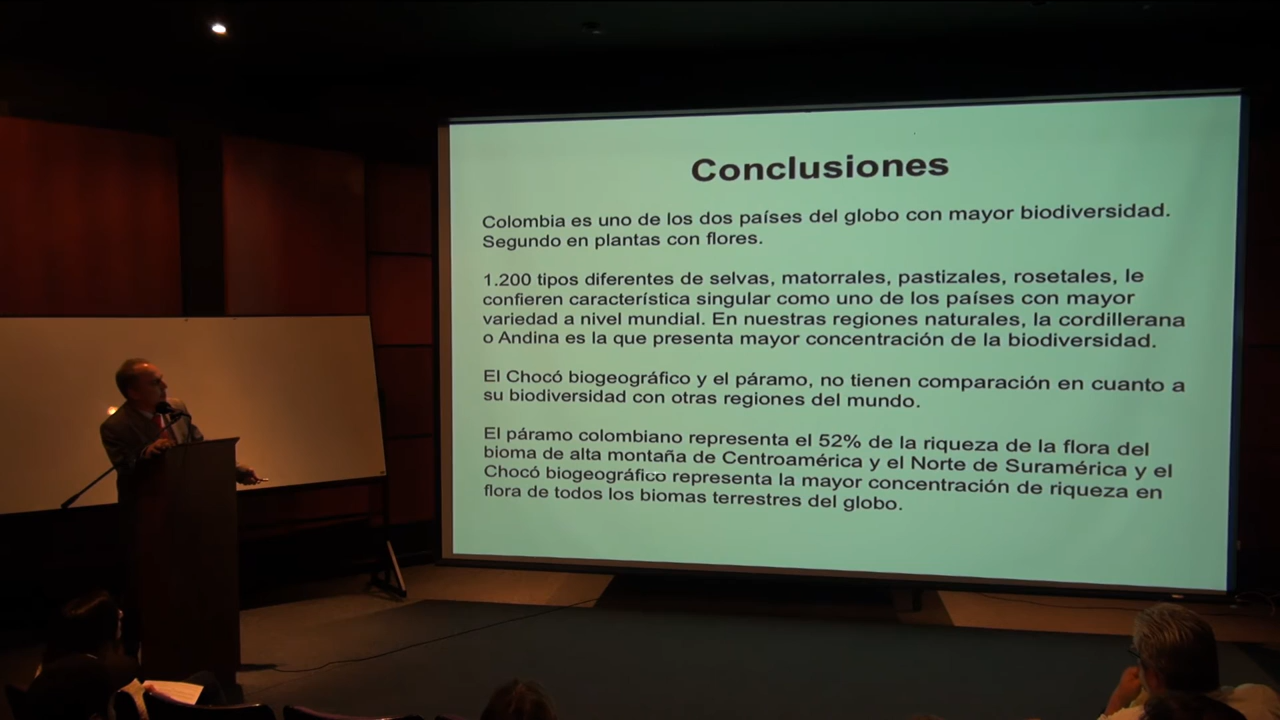 Conclusiones
Colombia es uno de los dos países del globo con mayor biodiversidad.
Segundo en plantas con flores.
1.200 tipos diferentes de selvas, matorrales, pastizales, rosetales, le
confieren característica singular como uno de los países con mayor
variedad a nivel mundial. En nuestras regiones naturales, la cordillerana
o Andina es la que presenta mayor concentración de la biodiversidad.
El Chocó biogeográfico y el páramo, no tienen comparación en cuanto a
su biodiversidad con otras regiones del mundo.
El páramo colombiano representa el 52% de la riqueza de la flora del
bioma de alta montaña de Centroamérica y el Norte de Suramérica y el
Chocó biogeográfico representa la mayor concentración de riqueza en
flora de todos los biomas terrestres del globo.